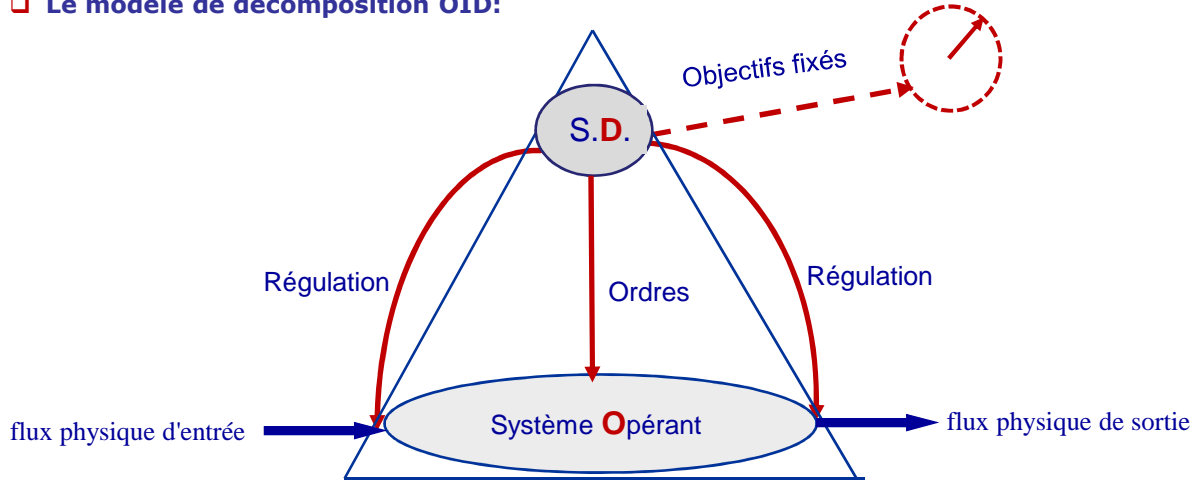 Le modèle de décomposition OID:
Objectifs fixés
S.D.
Régulation
Ordres
Régulation
flux physique d'entrée
Système Opérant
flux physique de sortie